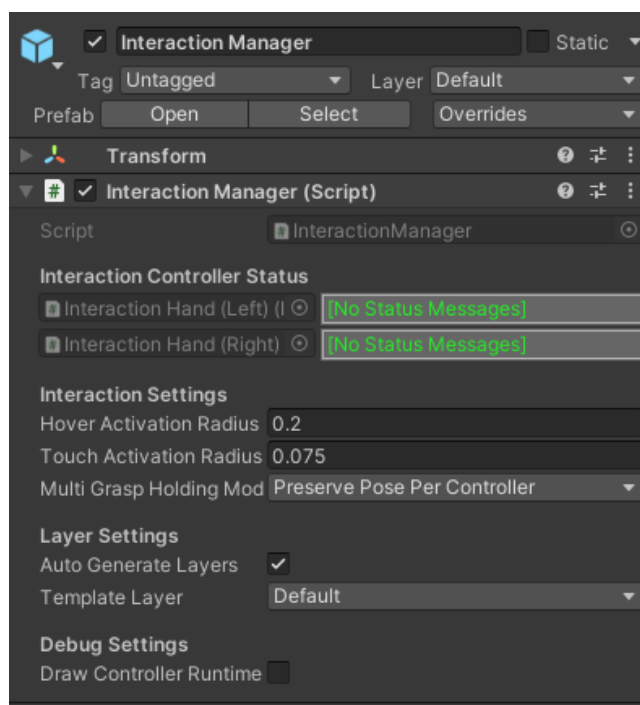 Interaction Manager Static
Tag Untagged Layer Default
Prefab Open Select Overrides
Transform
# Interaction Manager (Script)
Script InteractionManager
Interaction Controller Status
Interaction Hand (Left) (I [No Status Messages]
Interaction Hand (Right) [No Status Messages]
Interaction Settings
Hover Activation Radius 0.2
Touch Activation Radius 0.075
Multi Grasp Holding Mod Preserve Pose Per Controller
Layer Settings
Auto Generate Layers
Template Layer Default
Debug Settings
Draw Controller Runtime